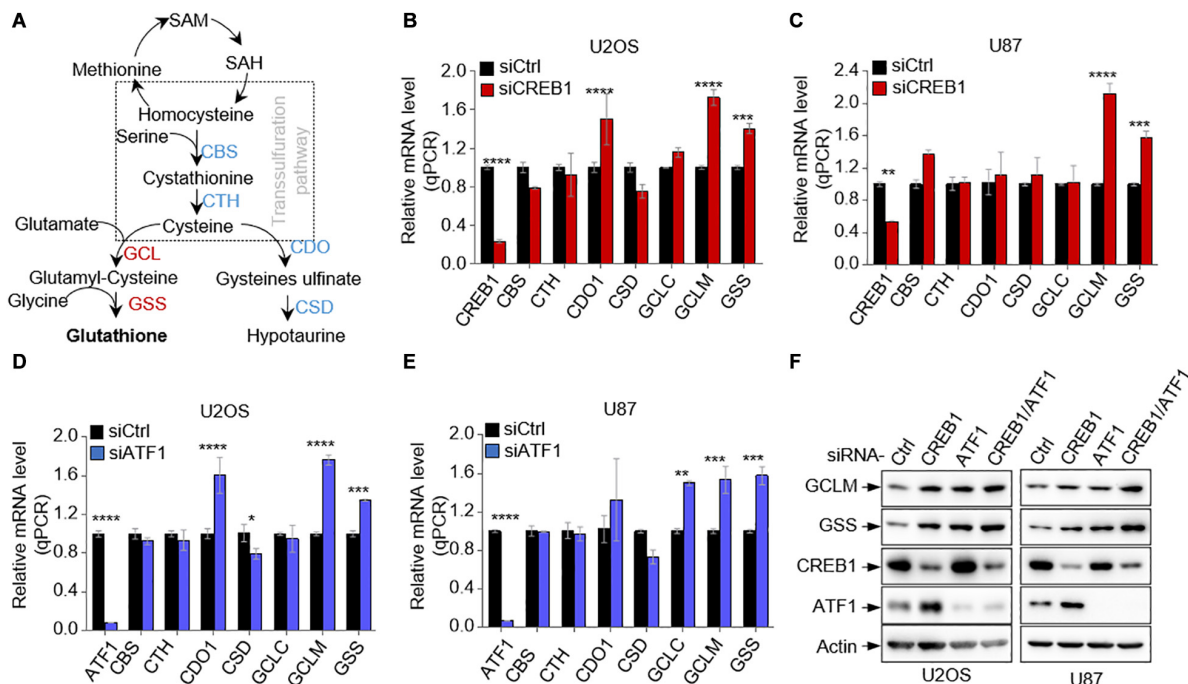 A
SAM
SAH
Methionine
Homocysteine
Serine
CBS
Cystathionine
CTH
Transsulfuration
pathway
Cysteine
Glutamate
GCL
CDO
Glutamyl-Cysteine
Gysteines ulfinate
Glycine
GSS
CSD
Glutathione
Hypotaurine
B
U2OS
siCtrl
siCREB1
Relative mRNA level
(qPCR)
2.0
1.6
1.2
0.8
0.4
0.0
****
****
****
***
CREB1
CBS
CTH
CDO1
CSD
GCLC
GCLM
GSS
C
U87
siCtrl
siCREB1
Relative mRNA level
(qPCR)
2.8
2.4
2.0
1.6
1.2
0.8
0.4
0.0
**
****
***
CREB1
CBS
CTH
CDO1
CSD
GCLC
GCLM
GSS
D
U2OS
siCtrl
siATF1
Relative mRNA level
(qPCR)
2.0
1.6
1.2
0.8
0.4
0.0
****
****
*
****
***
ATF1
CBS
CTH
CDO1
CSD
GCLC
GCLM
GSS
E
U87
siCtrl
siATF1
Relative mRNA level
(qPCR)
2.0
1.6
1.2
0.8
0.4
0.0
****
**
***
***
ATF1
CBS
CTH
CDO1
CSD
GCLC
GCLM
GSS
F
siRNA- Ctrl CREB1 ATF1 CREB1/ATF1 Ctrl CREB1 ATF1 CREB1/ATF1
GCLM
GSS
CREB1
ATF1
Actin
U2OS U87